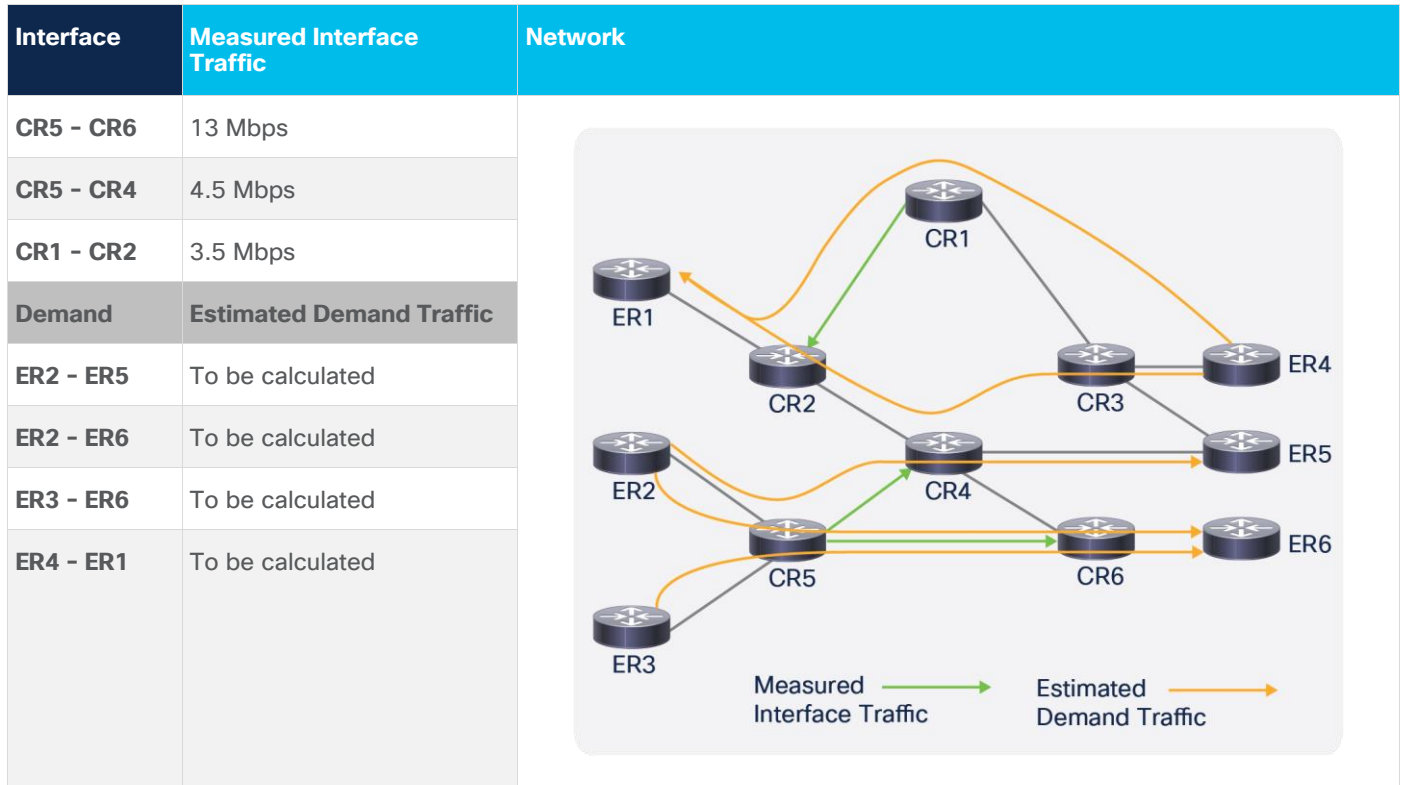 Interface
Measured Interface
Traffic
Network
CR5 - CR6
13 Mbps
CR5 - CR4
4.5 Mbps
CR1 - CR2
3.5 Mbps
Demand
Estimated Demand Traffic
ER2 - ER5
To be calculated
ER2 - ER6
To be calculated
ER3 - ER6
To be calculated
ER4 - ER1
To be calculated
CR1
ER1
CR2
CR3
ER4
ER2
CR4
ER5
CR5
CR6
ER6
ER3
Measured
Interface Traffic
Estimated
Demand Traffic